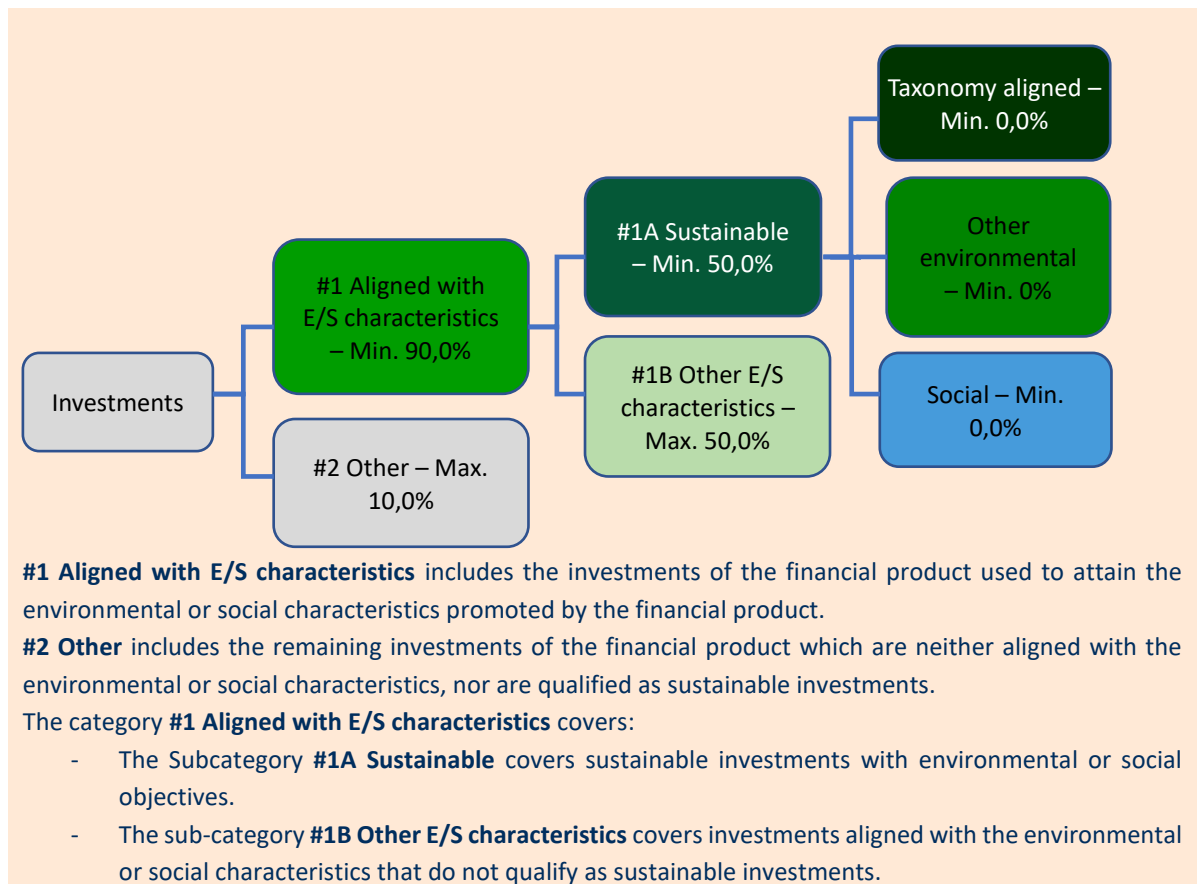 Taxonomy aligned –
Min. 0,0%
#1A Sustainable
– Min. 50,0%
Other
environmental
– Min. 0%
#1 Aligned with
E/S characteristics
– Min. 90,0%
#1B Other E/S
characteristics –
Max. 50,0%
Social – Min.
0,0%
Investments
#2 Other – Max.
10,0%
#1 Aligned with E/S characteristics includes the investments of the financial product used to attain the
environmental or social characteristics promoted by the financial product.
#2 Other includes the remaining investments of the financial product which are neither aligned with the
environmental or social characteristics, nor are qualified as sustainable investments.
The category #1 Aligned with E/S characteristics covers:
- The Subcategory #1A Sustainable covers sustainable investments with environmental or social
objectives.
- The sub-category #1B Other E/S characteristics covers investments aligned with the environmental
or social characteristics that do not qualify as sustainable investments.